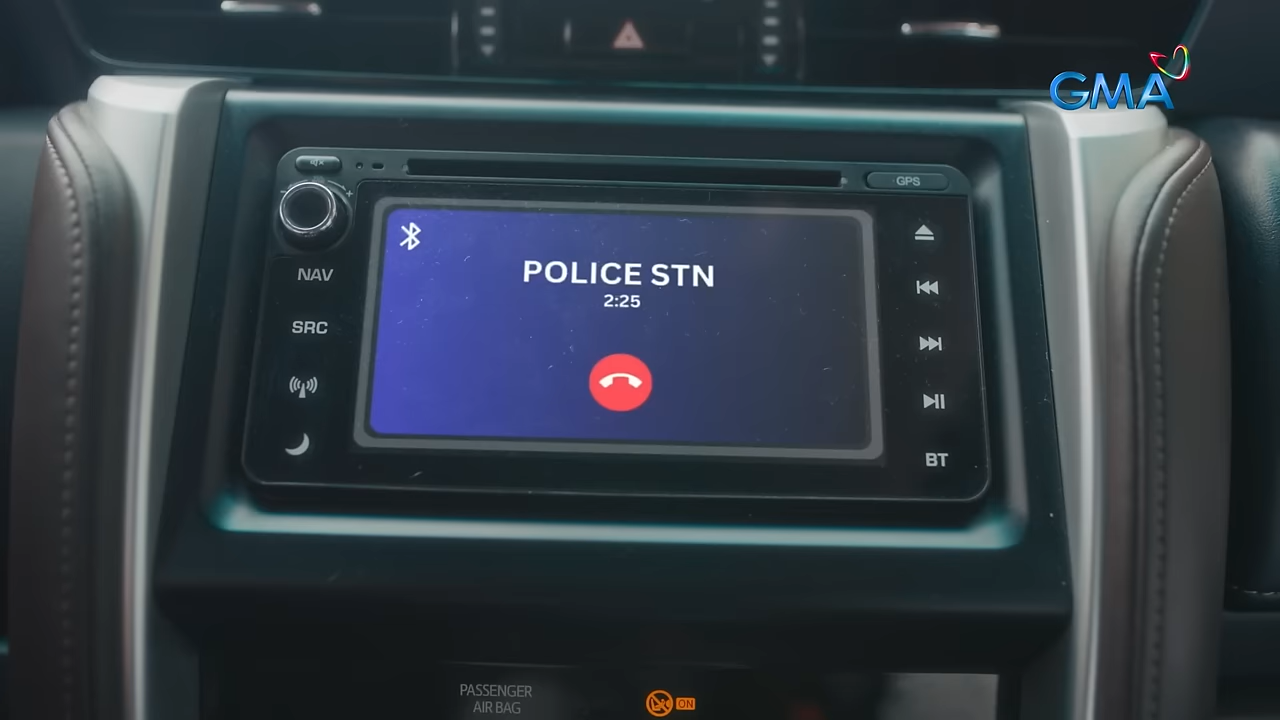 GMA
GPS
NAV
SRC
POLICE STN
2:25
BT
PASSENGER
AIR BAG
ON